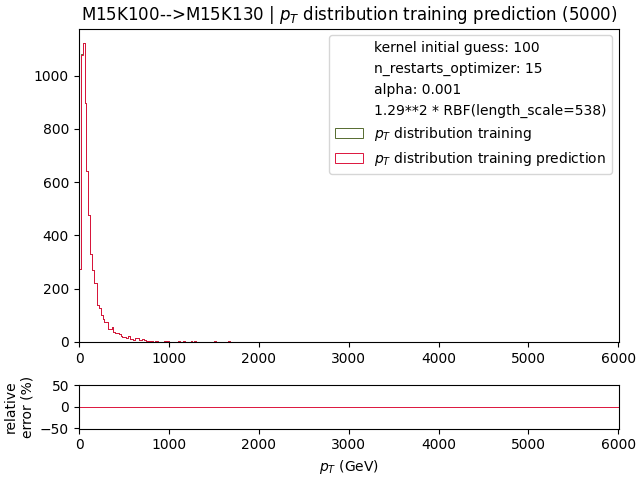 M15K100-->M15K130 | p_T distribution training prediction (5000)
kernel initial guess: 100
n_restarts_optimizer: 15
alpha: 0.001
1.29**2 * RBF(length_scale=538)
p_T distribution training
p_T distribution training prediction
1000
800
600
400
200
0
0 1000 2000 3000 4000 5000 6000
relative
error (%)
50
0
−50
0 1000 2000 3000 4000 5000 6000
p_T (GeV)